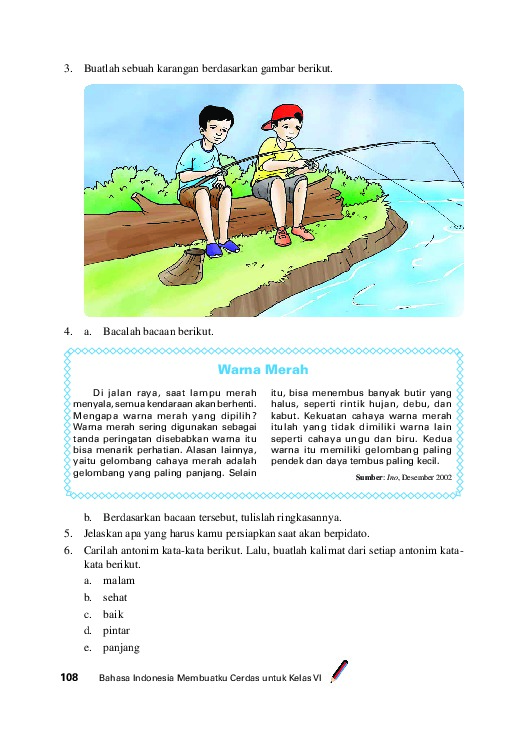 3. Buatlah sebuah karangan berdasarkan gambar berikut.
4. a. Bacalah bacaan berikut.
Warna Merah
Di jalan raya, saat lampu merah
menyala, semua kendaraan akan berhenti.
Mengapa warna merah yang dipilih?
Warna merah sering digunakan sebagai
tanda peringatan disebabkan warna itu
bisa menarik perhatian. Alasan lainnya,
yaitu gelombang cahaya merah adalah
gelombang yang paling panjang. Selain
itu, bisa menembus banyak butir yang
halus, seperti rintik hujan, debu, dan
kabut. Kekuatan cahaya warna merah
itulah yang tidak dimiliki warna lain
seperti cahaya ungu dan biru. Kedua
warna itu memiliki gelombang paling
pendek dan daya tembus paling kecil.
Sumber: Ino, Desember 2002
b. Berdasarkan bacaan tersebut, tulislah ringkasannya.
5. Jelaskan apa yang harus kamu persiapkan saat akan berpidato.
6. Carilah antonim kata-kata berikut. Lalu, buatlah kalimat dari setiap antonim kata-
kata berikut.
a. malam
b. sehat
c. baik
d. pintar
e. panjang
108 Bahasa Indonesia Membuatku Cerdas untuk Kelas VI